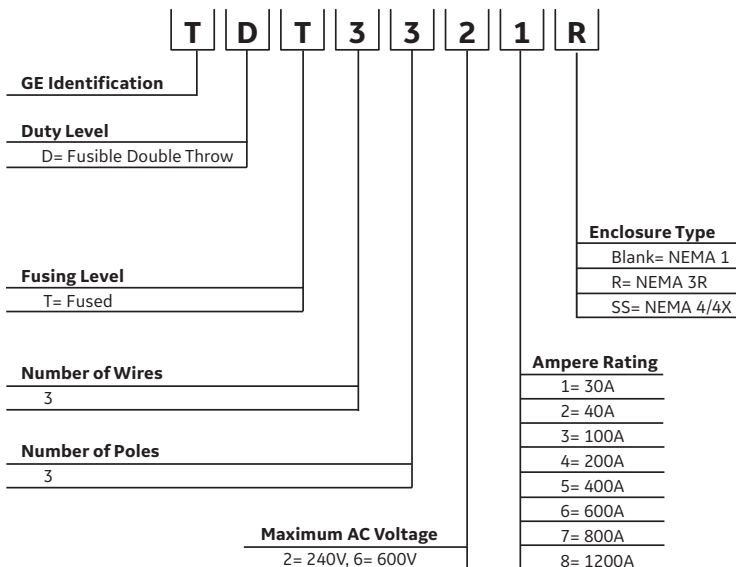 T D T 3 3 2 1 R
GE Identification
Duty Level
D= Fusible Double Throw
Enclosure Type
Blank= NEMA 1
R= NEMA 3R
SS= NEMA 4/4X
Fusing Level
T= Fused
Number of Wires
3
Number of Poles
3
Ampere Rating
1= 30A
2= 40A
3= 100A
4= 200A
5= 400A
6= 600A
7= 800A
8= 1200A
Maximum AC Voltage
2= 240V, 6= 600V